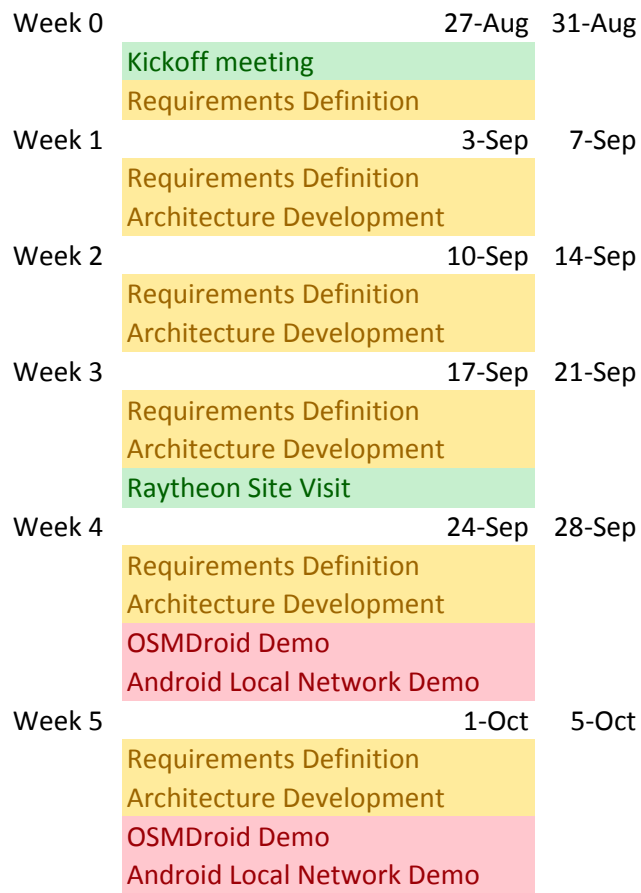 Week 0 27-Aug 31-Aug
Kickoff meeting
Requirements Definition
Week 1 3-Sep 7-Sep
Requirements Definition
Architecture Development
Week 2 10-Sep 14-Sep
Requirements Definition
Architecture Development
Week 3 17-Sep 21-Sep
Requirements Definition
Architecture Development
Raytheon Site Visit
Week 4 24-Sep 28-Sep
Requirements Definition
Architecture Development
OSMDroid Demo
Android Local Network Demo
Week 5 1-Oct 5-Oct
Requirements Definition
Architecture Development
OSMDroid Demo
Android Local Network Demo